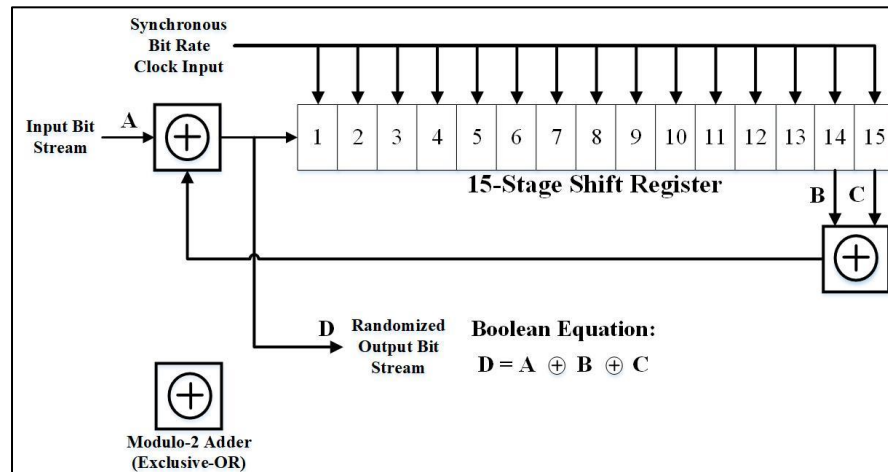 Synchronous
Bit Rate
Clock Input
Input Bit
Stream
A
1 2 3 4 5 6 7 8 9 10 11 12 13 14 15
15-Stage Shift Register
B C
D
Randomized
Output Bit
Stream
Boolean Equation:
D = A ⊕ B ⊕ C
Modulo-2 Adder
(Exclusive-OR)